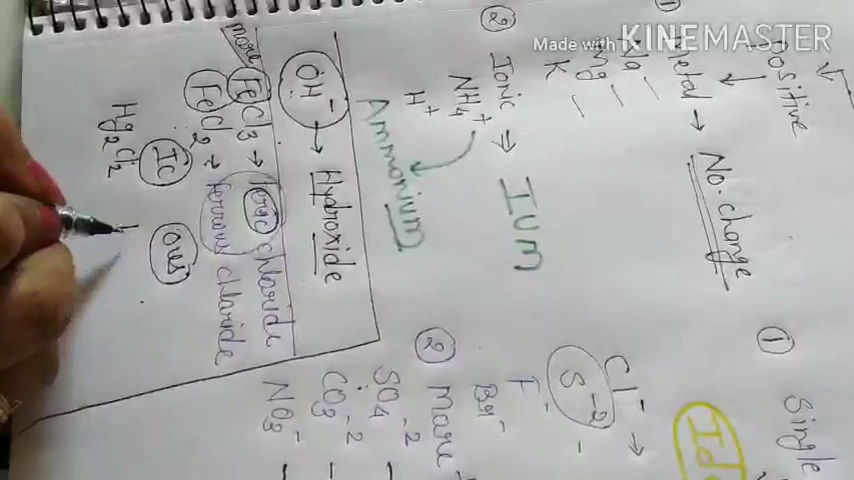 Made with KINEMASTER
Positive
①
Metal → No. change
Na –
Mg –
K –
② Ionic → IUM
NH4+
H+
Ammonium
OH- → Hydroxide
more
FeCl3 → ferric chloride
FeCl2 → ferrous chloride
Ic ous
Hg2Cl2
① Single
Cl- →
S-2 –
F-
Br-
Ide
② More
SO4-2 –
CO3-2 –
NO3- –